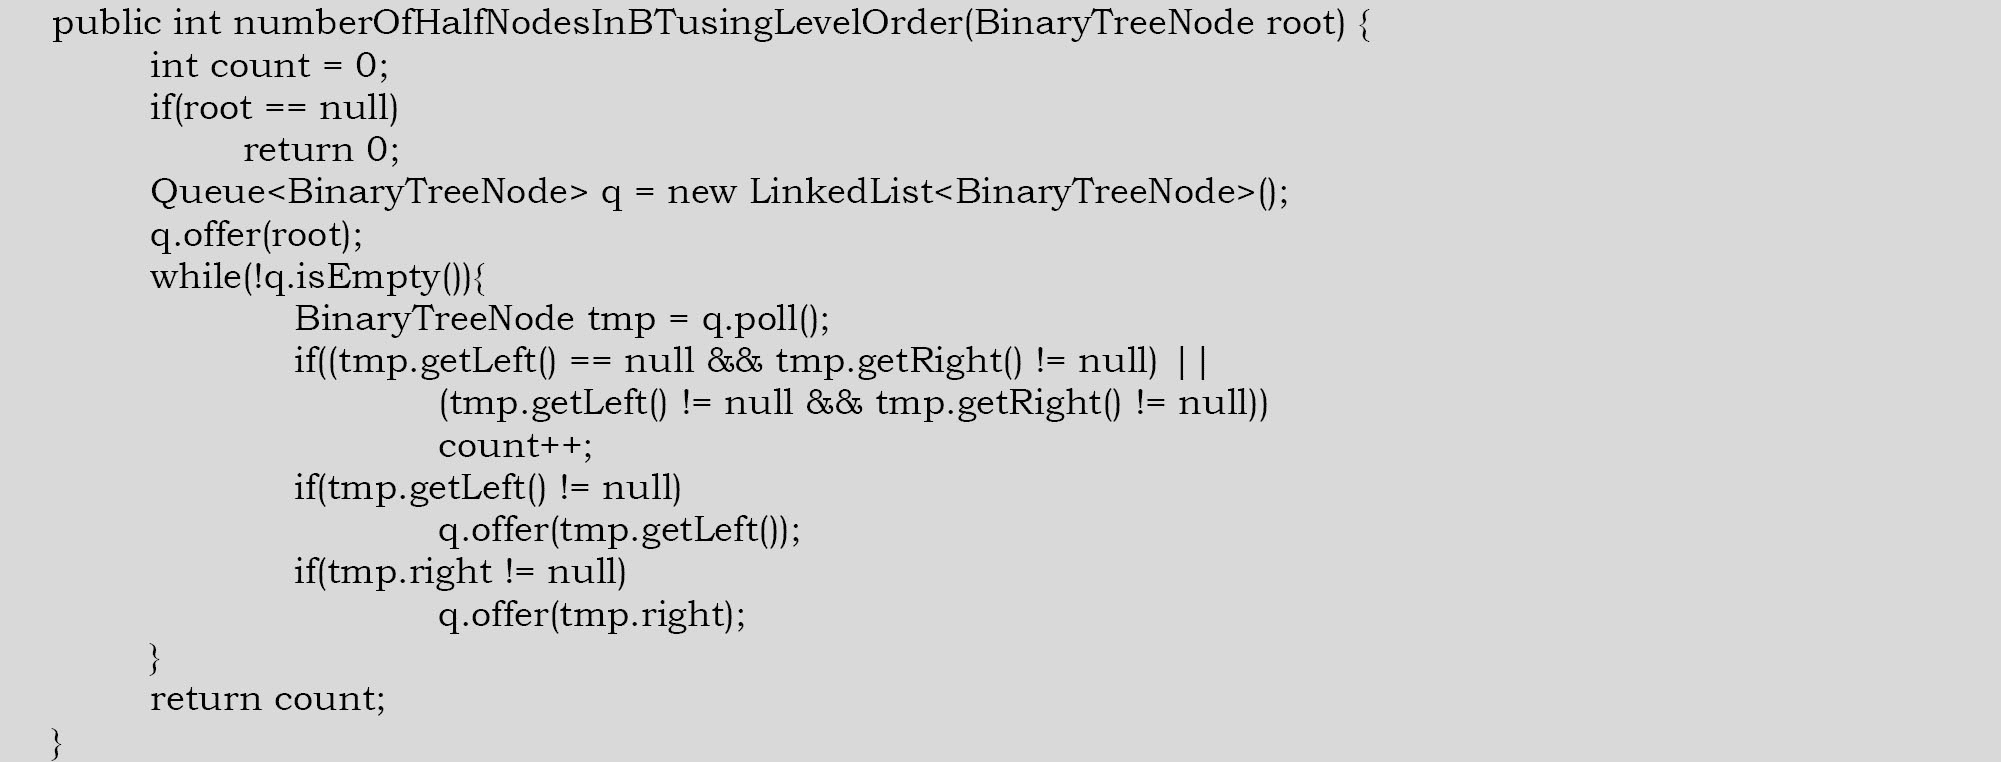 public int numberOfHalfNodesInBTusingLevelOrder(BinaryTreeNode root) {
int count = 0;
if(root == null)
return 0;
Queue<BinaryTreeNode> q = new LinkedList<BinaryTreeNode>();
q.offer(root);
while(!q.isEmpty()){
BinaryTreeNode tmp = q.poll();
if((tmp.getLeft() == null && tmp.getRight() != null) ||
(tmp.getLeft() != null && tmp.getRight() != null))
count++;
if(tmp.getLeft() != null)
q.offer(tmp.getLeft());
if(tmp.right != null)
q.offer(tmp.right);
}
return count;
}